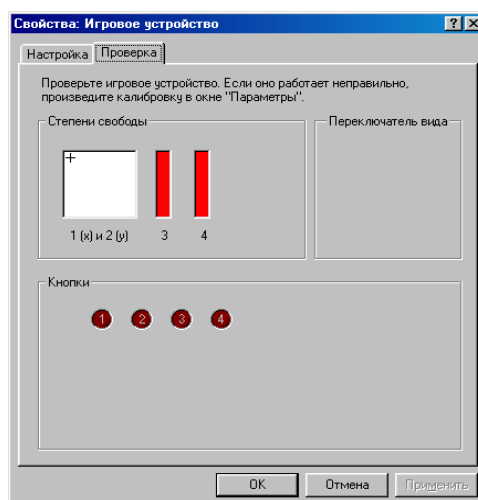 Свойства: Игровое устройство
Настройка Проверка
Проверьте игровое устройство. Если оно работает неправильно,
произведите калибровку в окне "Параметры".
Степени свободы Переключатель вида
1 (x) и 2 (y) 3 4
Кнопки
1 2 3 4
OK Отмена Применить